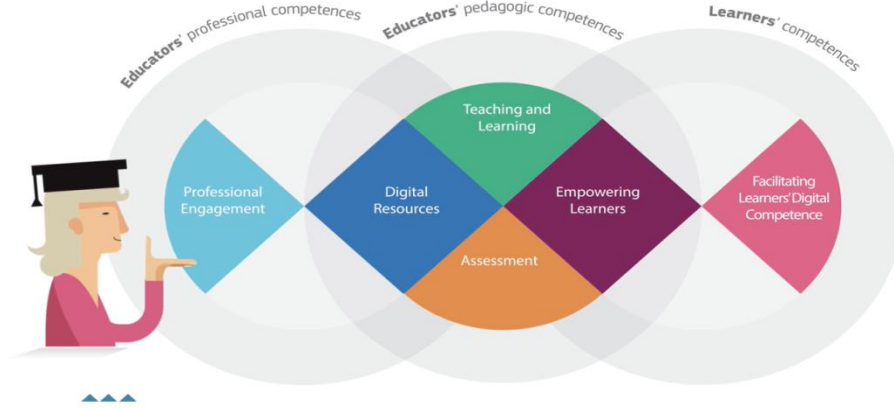 Educators' professional competences
Educators' pedagogic competences
Learners' competences
Teaching and
Learning
Professional
Engagement
Digital
Resources
Empowering
Learners
Facilitating
Learners' Digital
Competence
Assessment